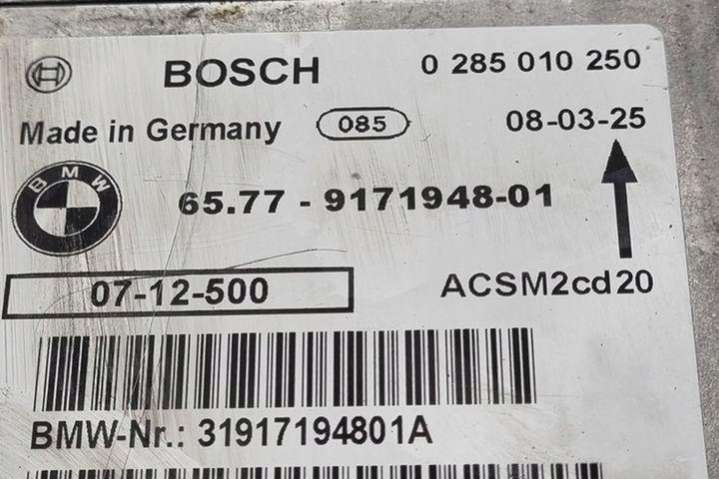 BOSCH 0 285 010 250
Made in Germany 085 08-03-25
BMW 65.77 - 9171948-01
07-12-500 ACSM2cd20
BMW-Nr.: 31917194801A